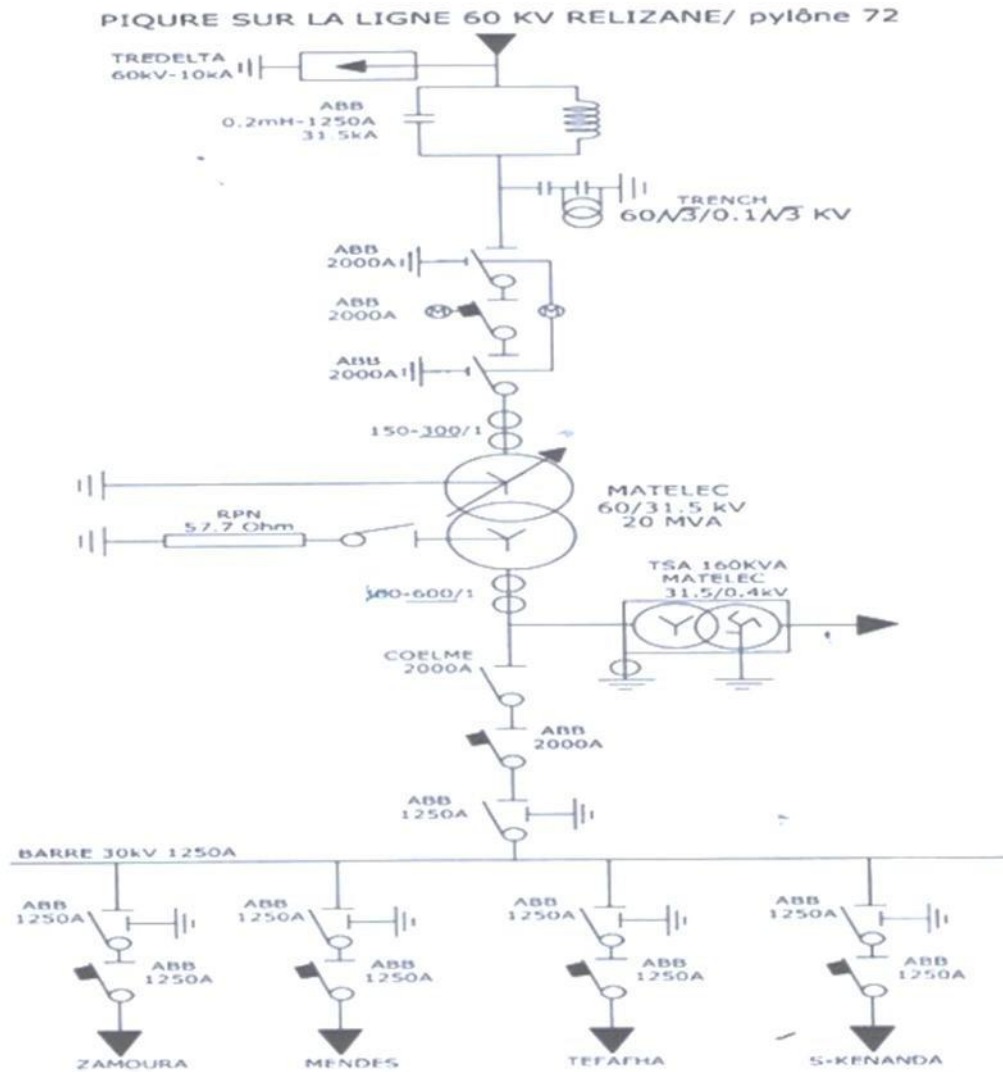 PIQURE SUR LA LIGNE 60 KV RELIZANE/ pylône 72
TREDELTA
60kV-10kA
ABB
0.2mH-1250A
31.5kA
TRENCH
60/√3/0.1/√3 KV
ABB
2000A
M
M
ABB
2000A
ABB
2000A
150-300/1
MATELEC
60/31.5 kV
20 MVA
RPN
57.7 Ohm
TSA 160KVA
MATELEC
31.5/0.4kV
-600/1
COELME
2000A
ABB
2000A
ABB
1250A
BARRE 30kV 1250A
ABB
1250A
ABB
1250A
ABB
1250A
ABB
1250A
ABB
1250A
ABB
1250A
ABB
1250A
ABB
1250A
ZAMOURA
MENDES
TEFAFHA
S-KENANDA